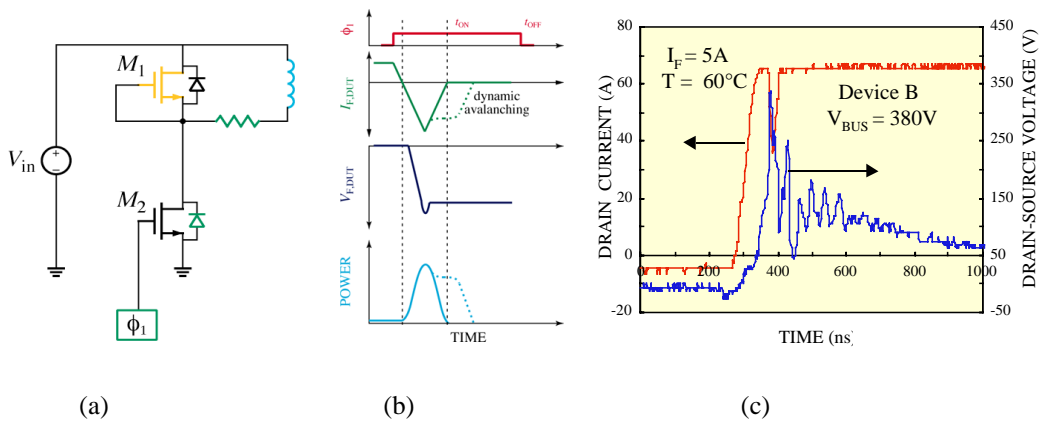 M1
M2
Vin
+
−
ϕ1
(a)
ϕ1
tON
tOFF
IF,DUT
dynamic
avalanching
VF,DUT
POWER
TIME
(b)
DRAIN CURRENT (A)
80
60
40
20
0
-20
IF = 5A
T = 60°C
Device B
VBUS = 380V
0
200
400
600
800
1000
TIME (ns)
450
350
250
150
50
-50
DRAIN-SOURCE VOLTAGE (V)
(c)